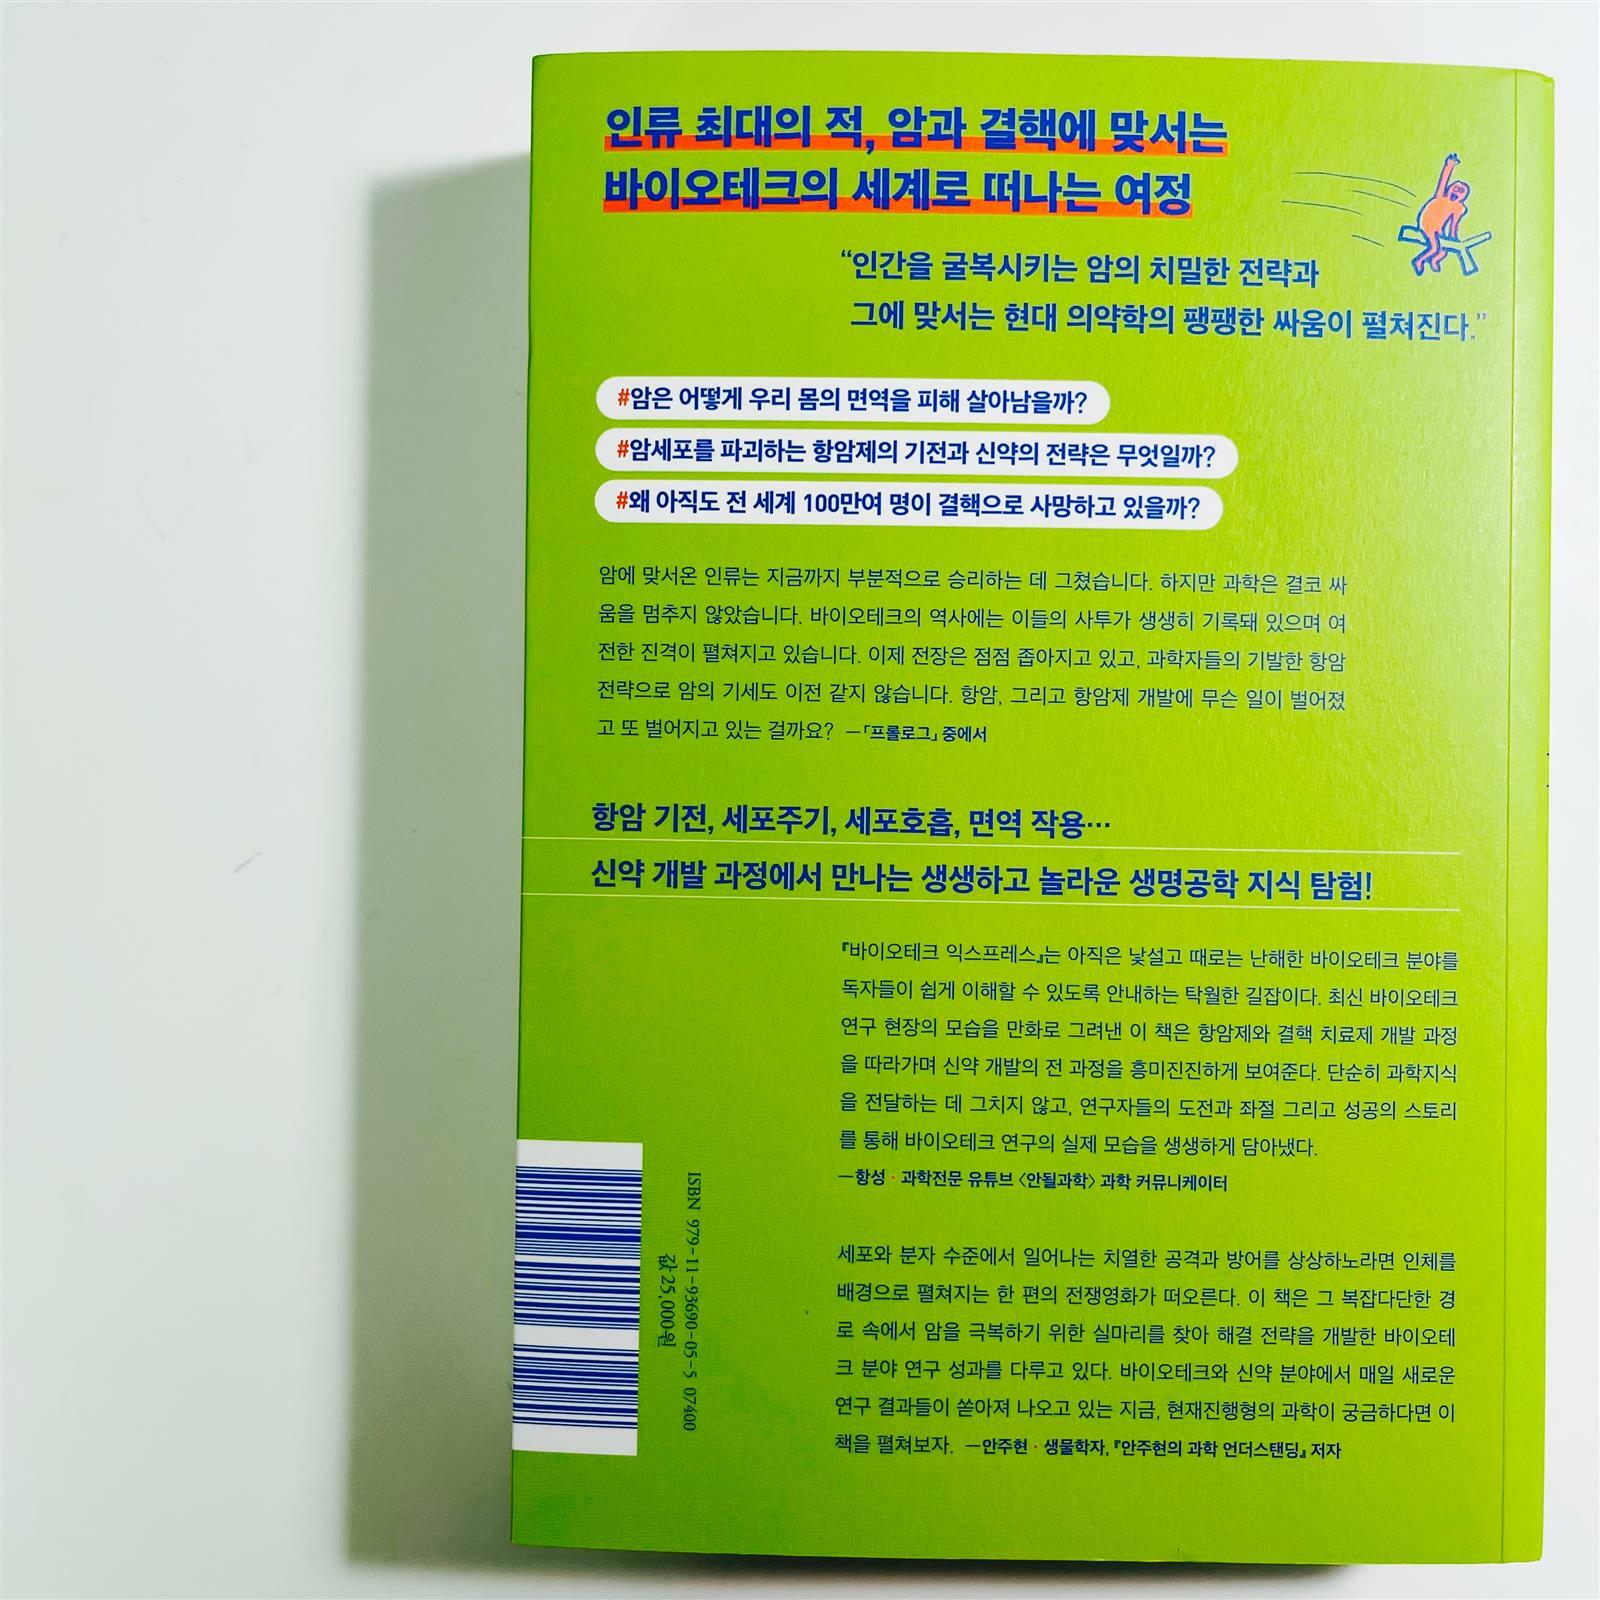 인류 최대의 적, 암과 결핵에 맞서는
바이오테크의 세계로 떠나는 여정
“인간을 굴복시키는 암의 치밀한 전략과
그에 맞서는 현대 의약학의 팽팽한 싸움이 펼쳐진다.”
#암은 어떻게 우리 몸의 면역을 피해 살아남을까?
#암세포를 파괴하는 항암제의 기전과 신약의 전략은 무엇일까?
#왜 아직도 전 세계 100만여 명이 결핵으로 사망하고 있을까?
암에 맞서온 인류는 지금까지 부분적으로 승리하는 데 그쳤습니다. 하지만 과학은 결코 싸
움을 멈추지 않았습니다. 바이오테크의 역사에는 이들의 사투가 생생히 기록돼 있으며 여
전한 진격이 펼쳐지고 있습니다. 이제 전장은 점점 좁아지고 있고, 과학자들의 기발한 항암
전략으로 암의 기세도 이전 같지 않습니다. 항암, 그리고 항암제 개발에 무슨 일이 벌어졌
고 또 벌어지고 있는 걸까요? ―「프롤로그」 중에서
항암 기전, 세포주기, 세포호흡, 면역 작용…
신약 개발 과정에서 만나는 생생하고 놀라운 생명공학 지식 탐험!
『바이오테크 익스프레스』는 아직은 낯설고 때로는 난해한 바이오테크 분야를
독자들이 쉽게 이해할 수 있도록 안내하는 탁월한 길잡이다. 최신 바이오테크
연구 현장의 모습을 만화로 그려낸 이 책은 항암제와 결핵 치료제 개발 과정
을 따라가며 신약 개발의 전 과정을 흥미진진하게 보여준다. 단순히 과학지식
을 전달하는 데 그치지 않고, 연구자들의 도전과 좌절 그리고 성공의 스토리
를 통해 바이오테크 연구의 실제 모습을 생생하게 담아냈다.
―항성 · 과학전문 유튜브 〈안될과학〉 과학 커뮤니케이터
세포와 분자 수준에서 일어나는 치열한 공격과 방어를 상상하노라면 인체를
배경으로 펼쳐지는 한 편의 전쟁영화가 떠오른다. 이 책은 그 복잡다단한 경
로 속에서 암을 극복하기 위한 실마리를 찾아 해결 전략을 개발한 바이오테
크 분야 연구 성과를 다루고 있다. 바이오테크와 신약 분야에서 매일 새로운
연구 결과들이 쏟아져 나오고 있는 지금, 현재진행형의 과학이 궁금하다면 이
책을 펼쳐보자. ―안주현 · 생물학자, 『안주현의 과학 언더스탠딩』 저자
ISBN 979-11-93690-05-5 07400
값 25,000원